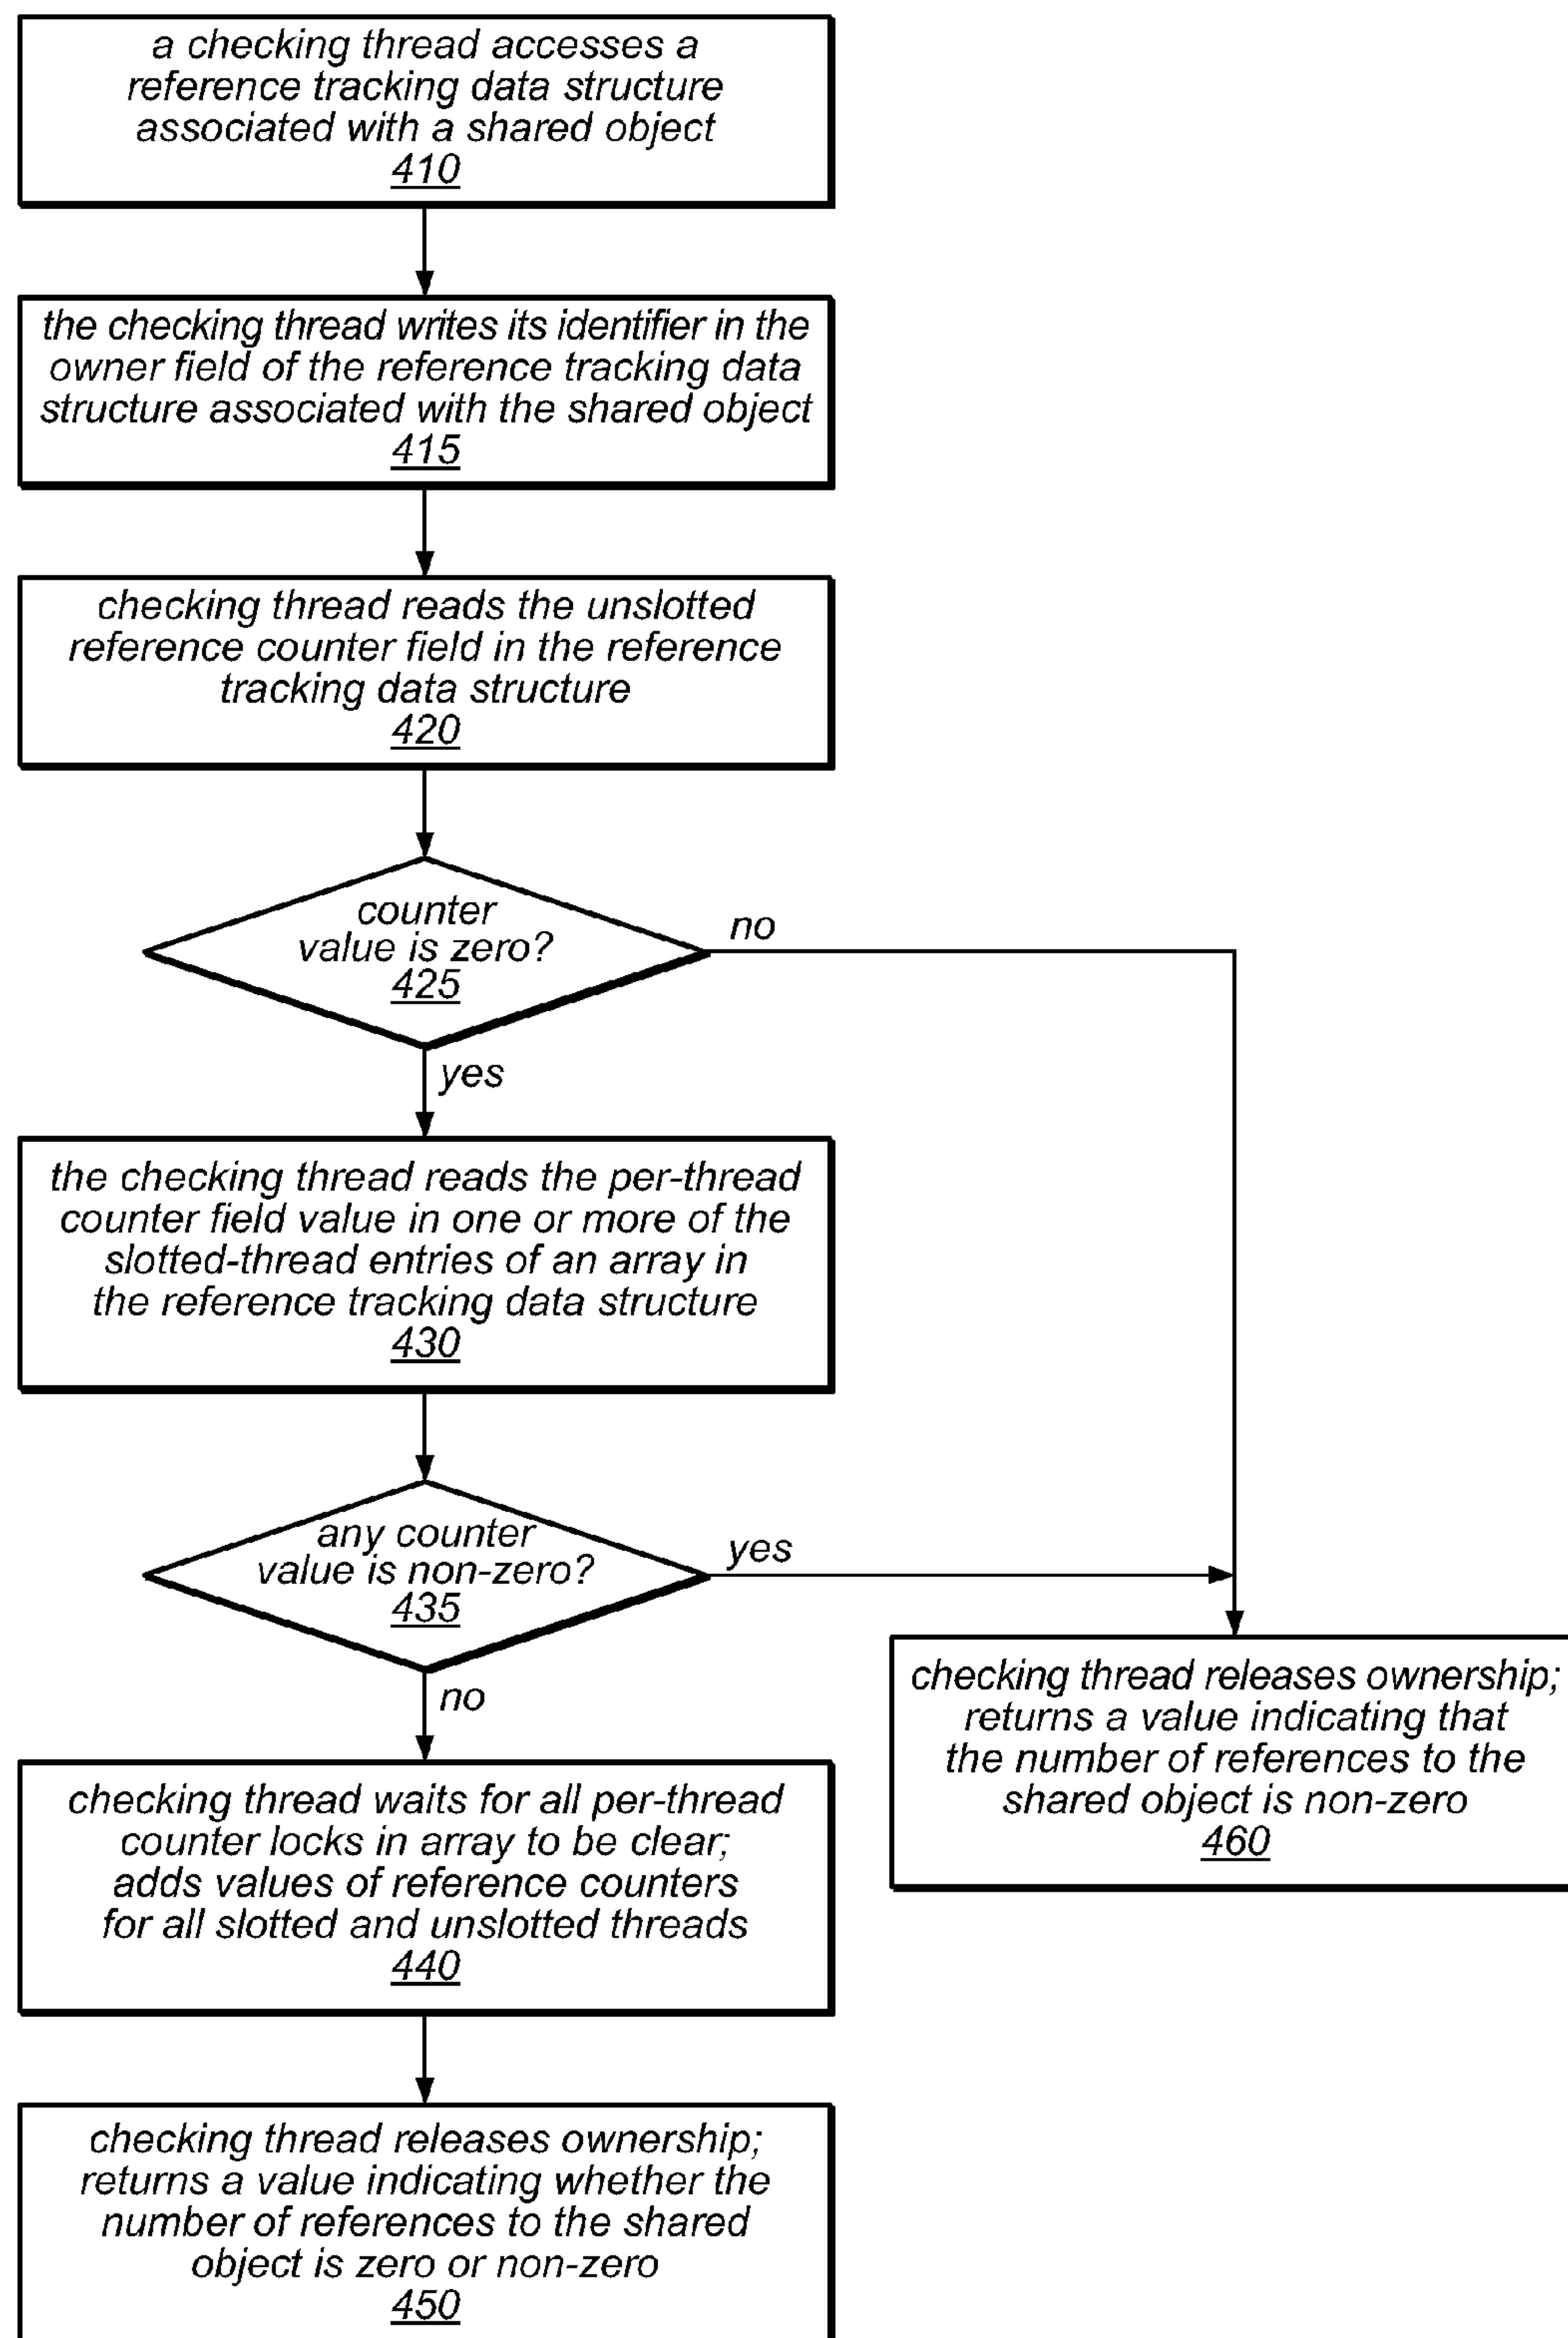 a checking thread accesses a
reference tracking data structure
associated with a shared object
410
the checking thread writes its identifier in the
owner field of the reference tracking data
structure associated with the shared object
415
checking thread reads the unslotted
reference counter field in the reference
tracking data structure
420
counter
value is zero?
425
no
yes
the checking thread reads the per-thread
counter field value in one or more of the
slotted-thread entries of an array in
the reference tracking data structure
430
any counter
value is non-zero?
435
yes
no
checking thread releases ownership;
returns a value indicating that
the number of references to the
shared object is non-zero
460
checking thread waits for all per-thread
counter locks in array to be clear;
adds values of reference counters
for all slotted and unslotted threads
440
checking thread releases ownership;
returns a value indicating whether the
number of references to the shared
object is zero or non-zero
450